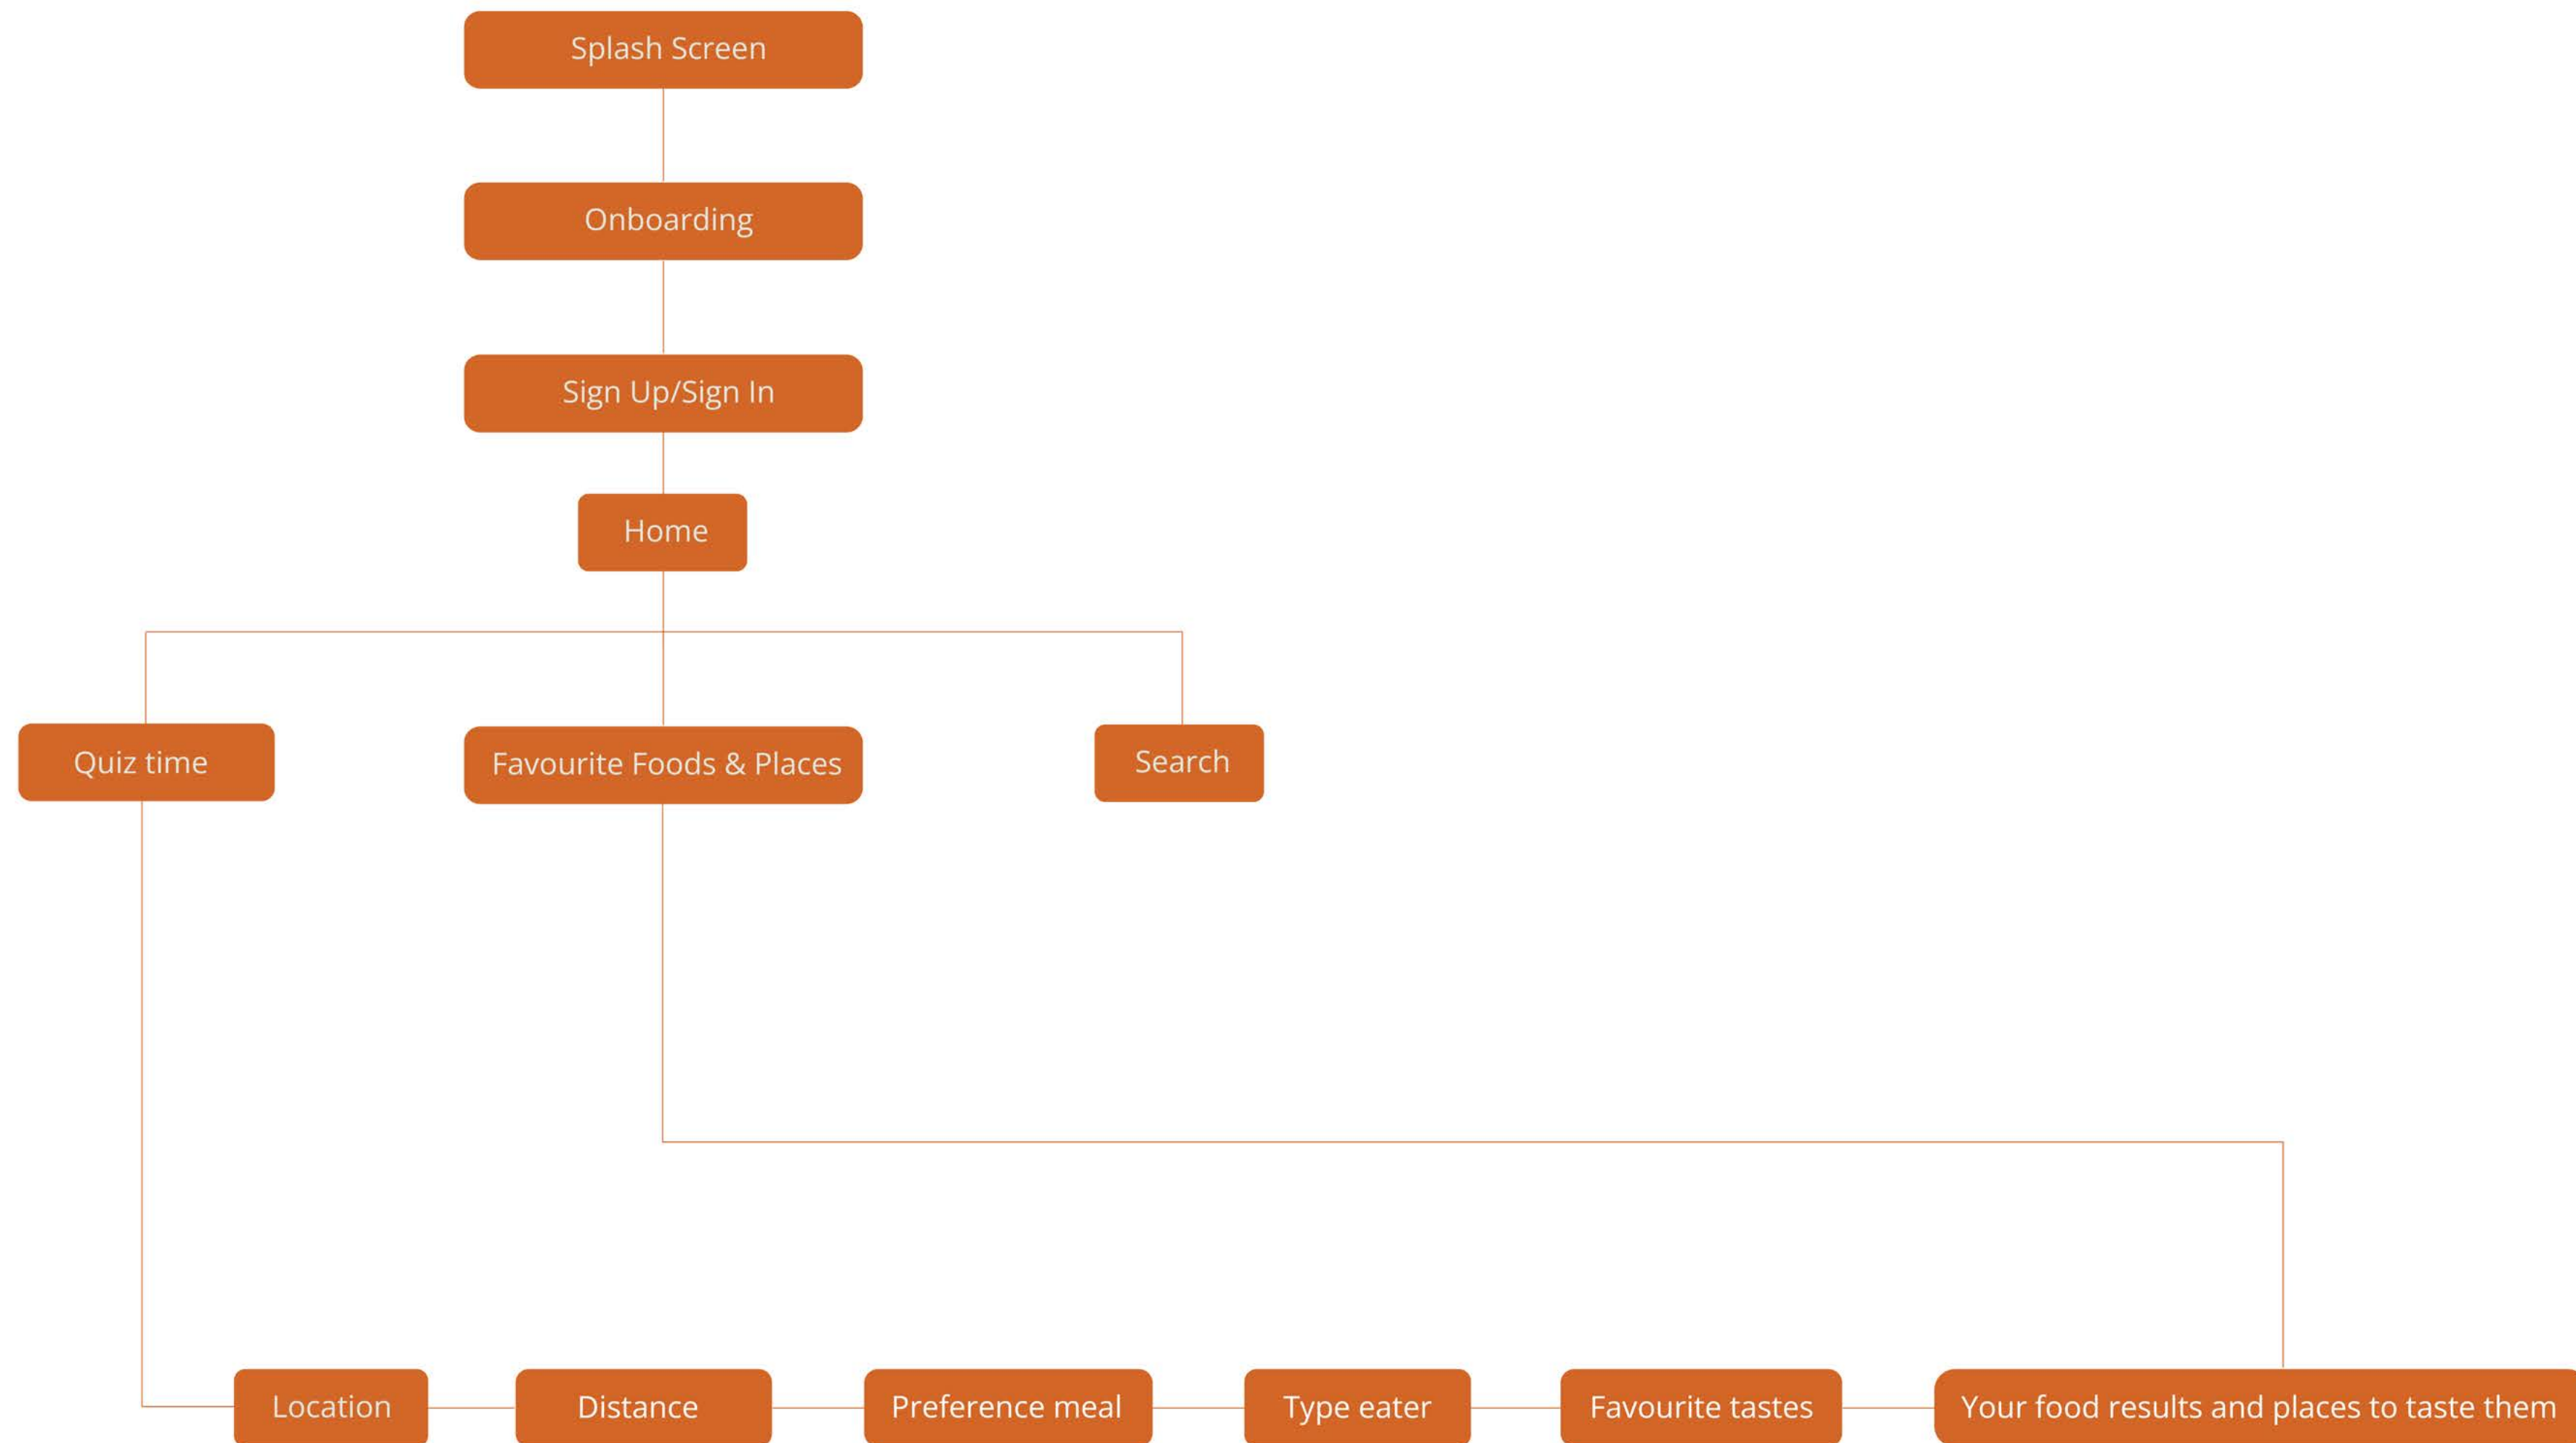 Splash Screen
Onboarding
Sign Up/Sign In
Home
Quiz time
Favourite Foods & Places
Search
Location
Distance
Preference meal
Type eater
Favourite tastes
Your food results and places to taste them